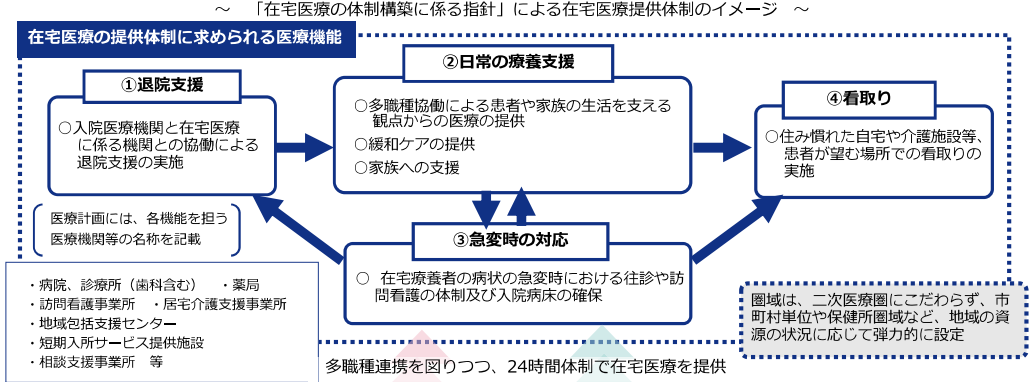 ～　「在宅医療の体制構築に係る指針」による在宅医療提供体制のイメージ　～
在宅医療の提供体制に求められる医療機能
①退院支援
○入院医療機関と在宅医療
に係る機関との協働による
退院支援の実施
②日常の療養支援
○多職種協働による患者や家族の生活を支える
観点からの医療の提供
○緩和ケアの提供
○家族への支援
④看取り
○住み慣れた自宅や介護施設等、
患者が望む場所での看取りの
実施
③急変時の対応
○　在宅療養者の病状の急変時における往診や訪
問看護の体制及び入院病床の確保
医療計画には、各機能を担う
医療機関等の名称を記載
・病院、診療所（歯科含む）　・薬局
・訪問看護事業所　・居宅介護支援事業所
・地域包括支援センター
・短期入所サービス提供施設
・相談支援事業所　等
圏域は、二次医療圏にこだわらず、市
町村単位や保健所圏域など、地域の資
源の状況に応じて弾力的に設定
多職種連携を図りつつ、24時間体制で在宅医療を提供